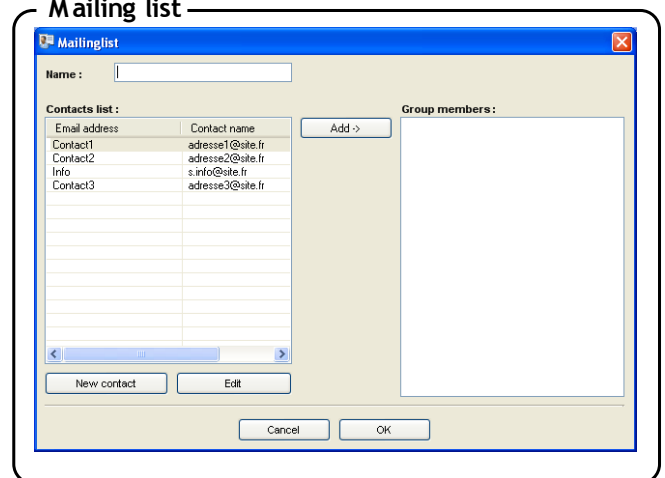 Mailing list
Mailinglist
Name :
Contacts list :
Group members :
Email address Contact name
Add ->
Contact1 adresse1@site.fr
Contact2 adresse2@site.fr
Info s.info@site.fr
Contact3 adresse3@site.fr
New contact Edit
Cancel OK